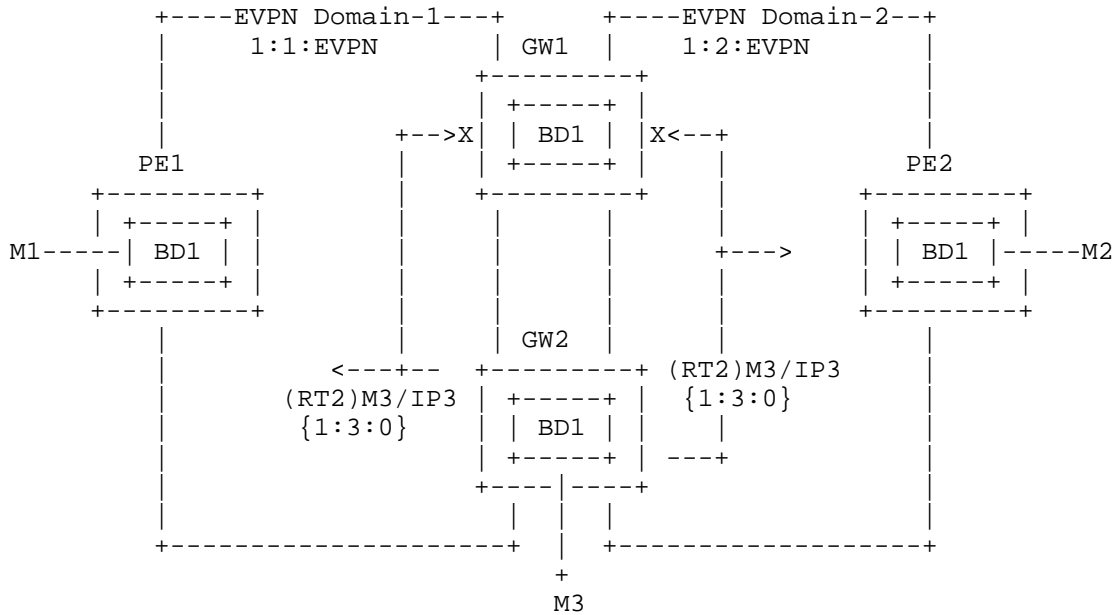 EVPN Domain-1 EVPN Domain-2
1:1:EVPN GW1 1:2:EVPN
X BD1 X
PE1 PE2
M1 BD1 BD1 M2
GW2
(RT2)M3/IP3 (RT2)M3/IP3
{1:3:0} BD1 {1:3:0}
M3